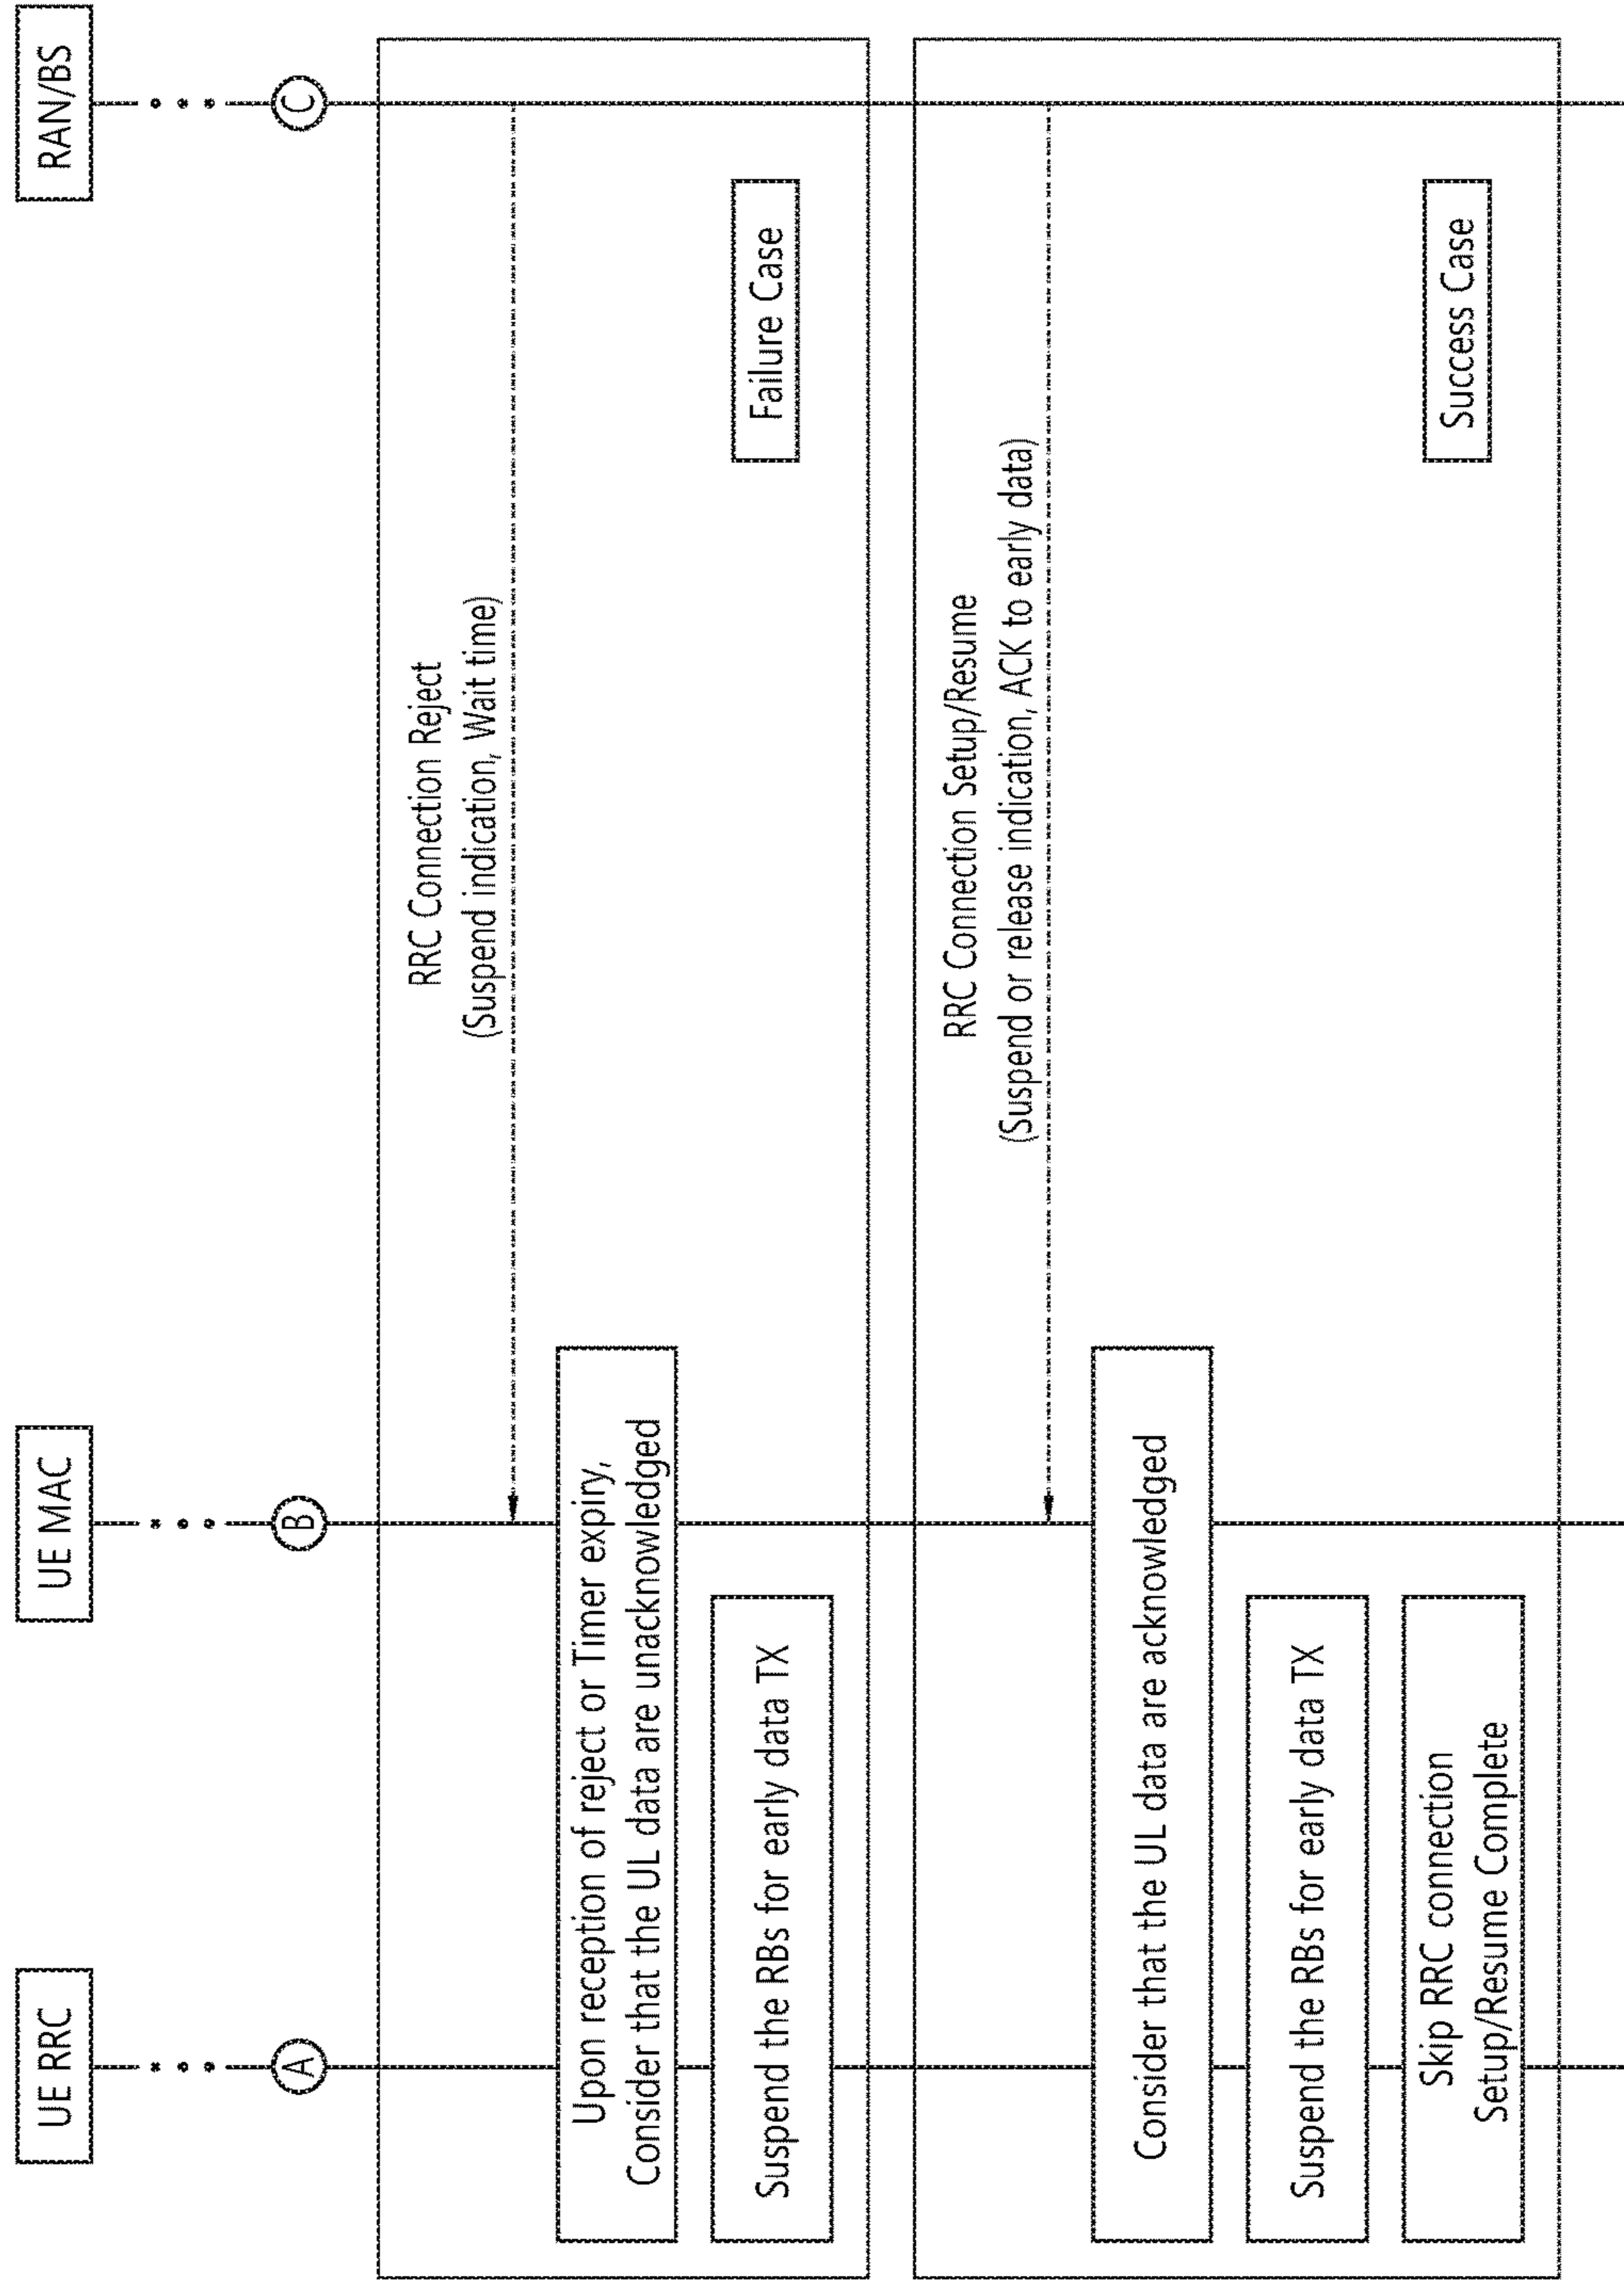 UE RRC
UE MAC
RAN/BS
A
B
C
RRC Connection Reject
(Suspend indication, Wait time)
Upon reception of reject or Timer expiry,
Consider that the UL data are unacknowledged
Suspend the RBs for early data TX
Failure Case
RRC Connection Setup/Resume
(Suspend or release indication, ACK to early data)
Consider that the UL data are acknowledged
Suspend the RBs for early data TX
Skip RRC connection
Setup/Resume Complete
Success Case